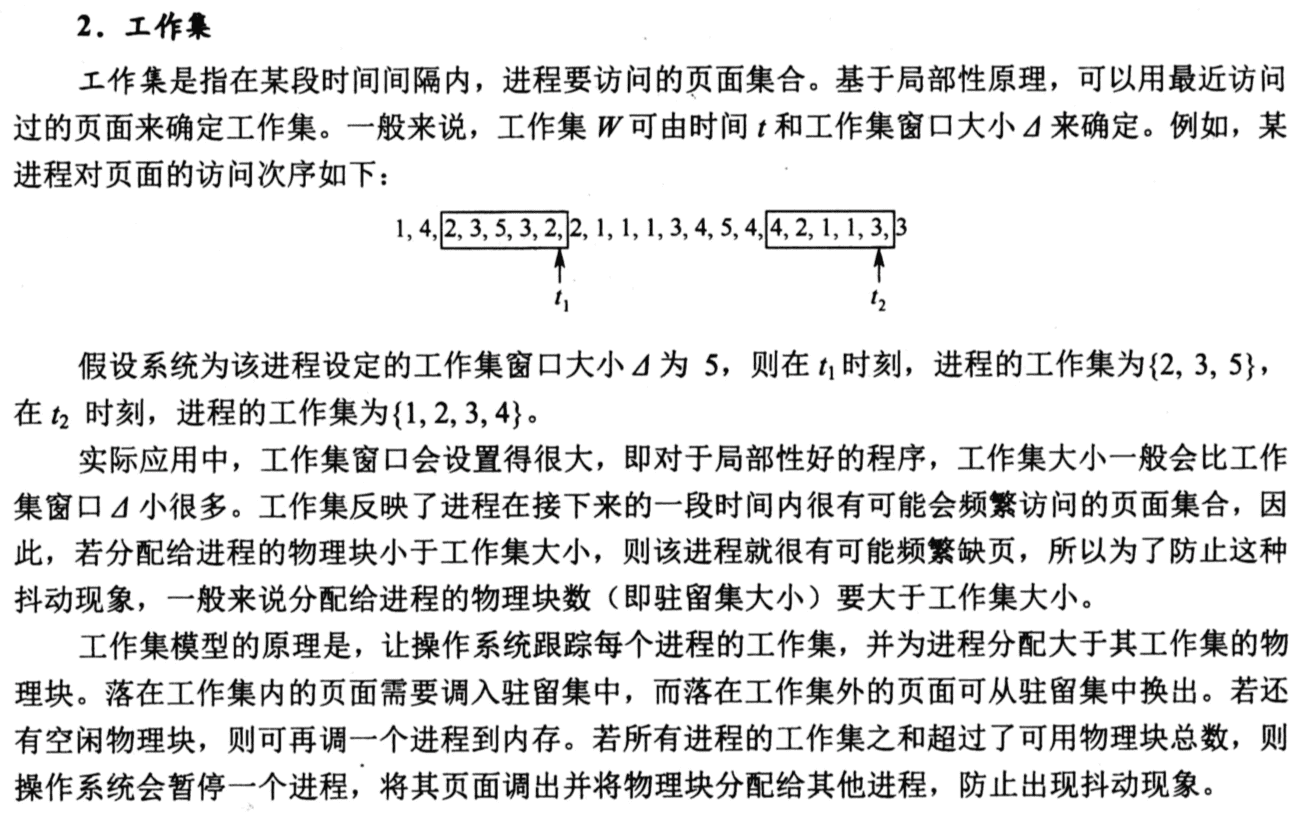 2. 工作集
工作集是指在某段时间间隔内，进程要访问的页面集合。基于局部性原理，可以用最近访问
过的页面来确定工作集。一般来说，工作集 W 可由时间 t 和工作集窗口大小 Δ 来确定。例如，某
进程对页面的访问次序如下：
1, 4, 2, 3, 5, 3, 2, 2, 1, 1, 1, 3, 4, 5, 4, 4, 2, 1, 1, 3, 3
t₁ t₂
假设系统为该进程设定的工作集窗口大小 Δ 为 5，则在 t₁ 时刻，进程的工作集为{2, 3, 5}，
在 t₂ 时刻，进程的工作集为{1, 2, 3, 4}。
实际应用中，工作集窗口会设置得很大，即对于局部性好的程序，工作集大小一般会比工作
集窗口 Δ 小很多。工作集反映了进程在接下来的一段时间内很有可能会频繁访问的页面集合，因
此，若分配给进程的物理块小于工作集大小，则该进程就很有可能频繁缺页，所以为了防止这种
抖动现象，一般来说分配给进程的物理块数（即驻留集大小）要大于工作集大小。
工作集模型的原理是，让操作系统跟踪每个进程的工作集，并为进程分配大于其工作集的物
理块。落在工作集内的页面需要调入驻留集中，而落在工作集外的页面可从驻留集中换出。若还
有空闲物理块，则可再调一个进程到内存。若所有进程的工作集之和超过了可用物理块总数，则
操作系统会暂停一个进程，将其页面调出并将物理块分配给其他进程，防止出现抖动现象。